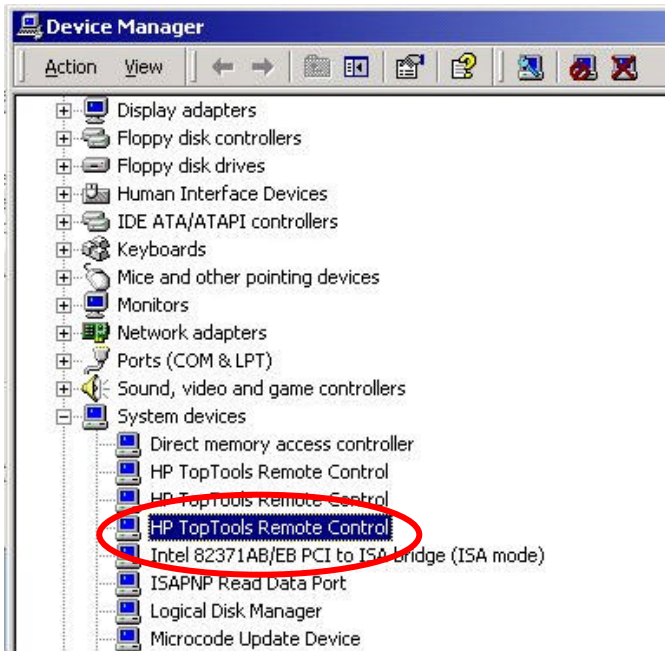 Device Manager
Action View
Display adapters
Floppy disk controllers
Floppy disk drives
Human Interface Devices
IDE ATA/ATAPI controllers
Keyboards
Mice and other pointing devices
Monitors
Network adapters
Ports (COM & LPT)
Sound, video and game controllers
System devices
Direct memory access controller
HP TopTools Remote Control
HP TopTools Remote Control
HP TopTools Remote Control
Intel 82371AB/EB PCI to ISA bridge (ISA mode)
ISAPNP Read Data Port
Logical Disk Manager
Microcode Update Device